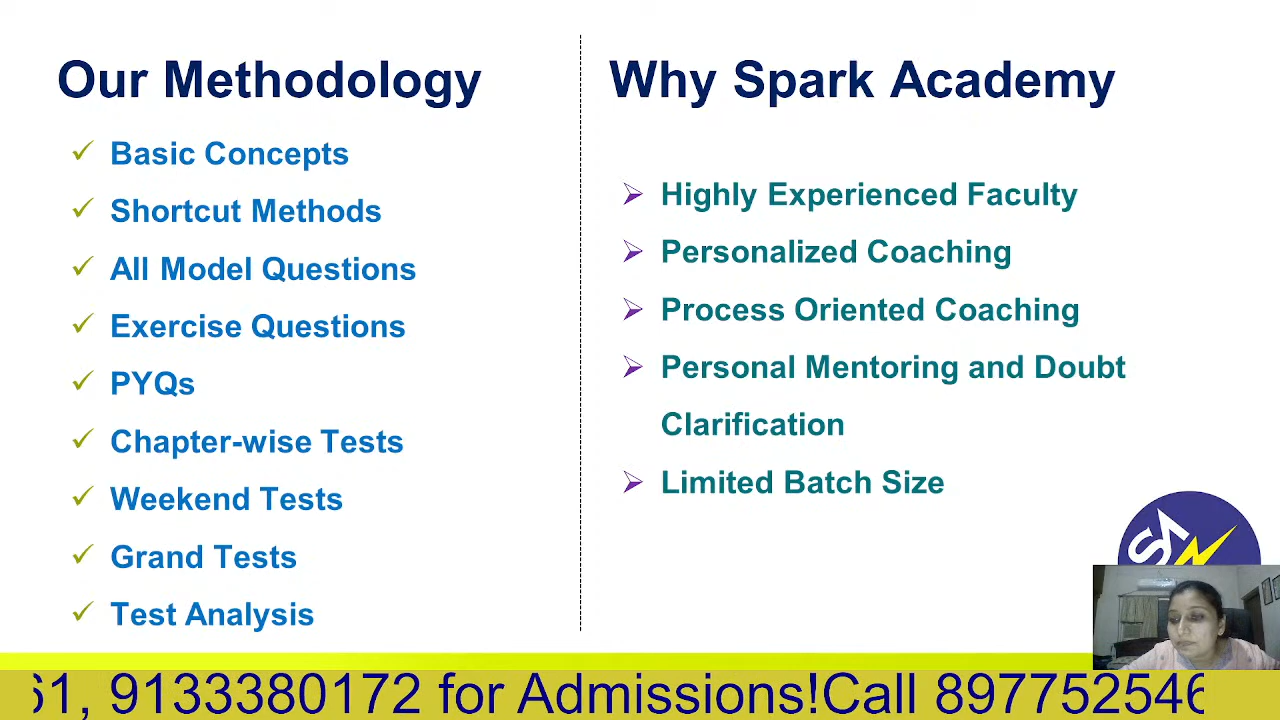 Our Methodology
Basic Concepts
Shortcut Methods
All Model Questions
Exercise Questions
PYQs
Chapter-wise Tests
Weekend Tests
Grand Tests
Test Analysis
Why Spark Academy
Highly Experienced Faculty
Personalized Coaching
Process Oriented Coaching
Personal Mentoring and Doubt
Clarification
Limited Batch Size
61, 9133380172 for Admissions!Call 897752546